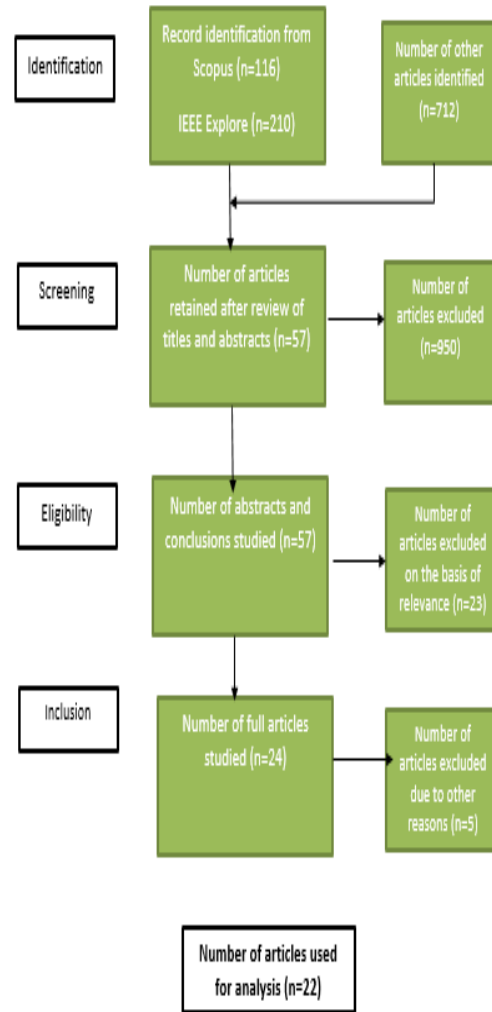 Identification
Record identification from
Scopus (n=116)
IEEE Explore (n=210)
Number of other
articles identified
(n=712)
Screening
Number of articles
retained after review of
titles and abstracts (n=57)
Number of
articles excluded
(n=950)
Eligibility
Number of abstracts and
conclusions studied (n=57)
Number of
articles excluded
on the basis of
relevance (n=23)
Inclusion
Number of full articles
studied (n=24)
Number of
articles excluded
due to other
reasons (n=5)
Number of articles used
for analysis (n=22)